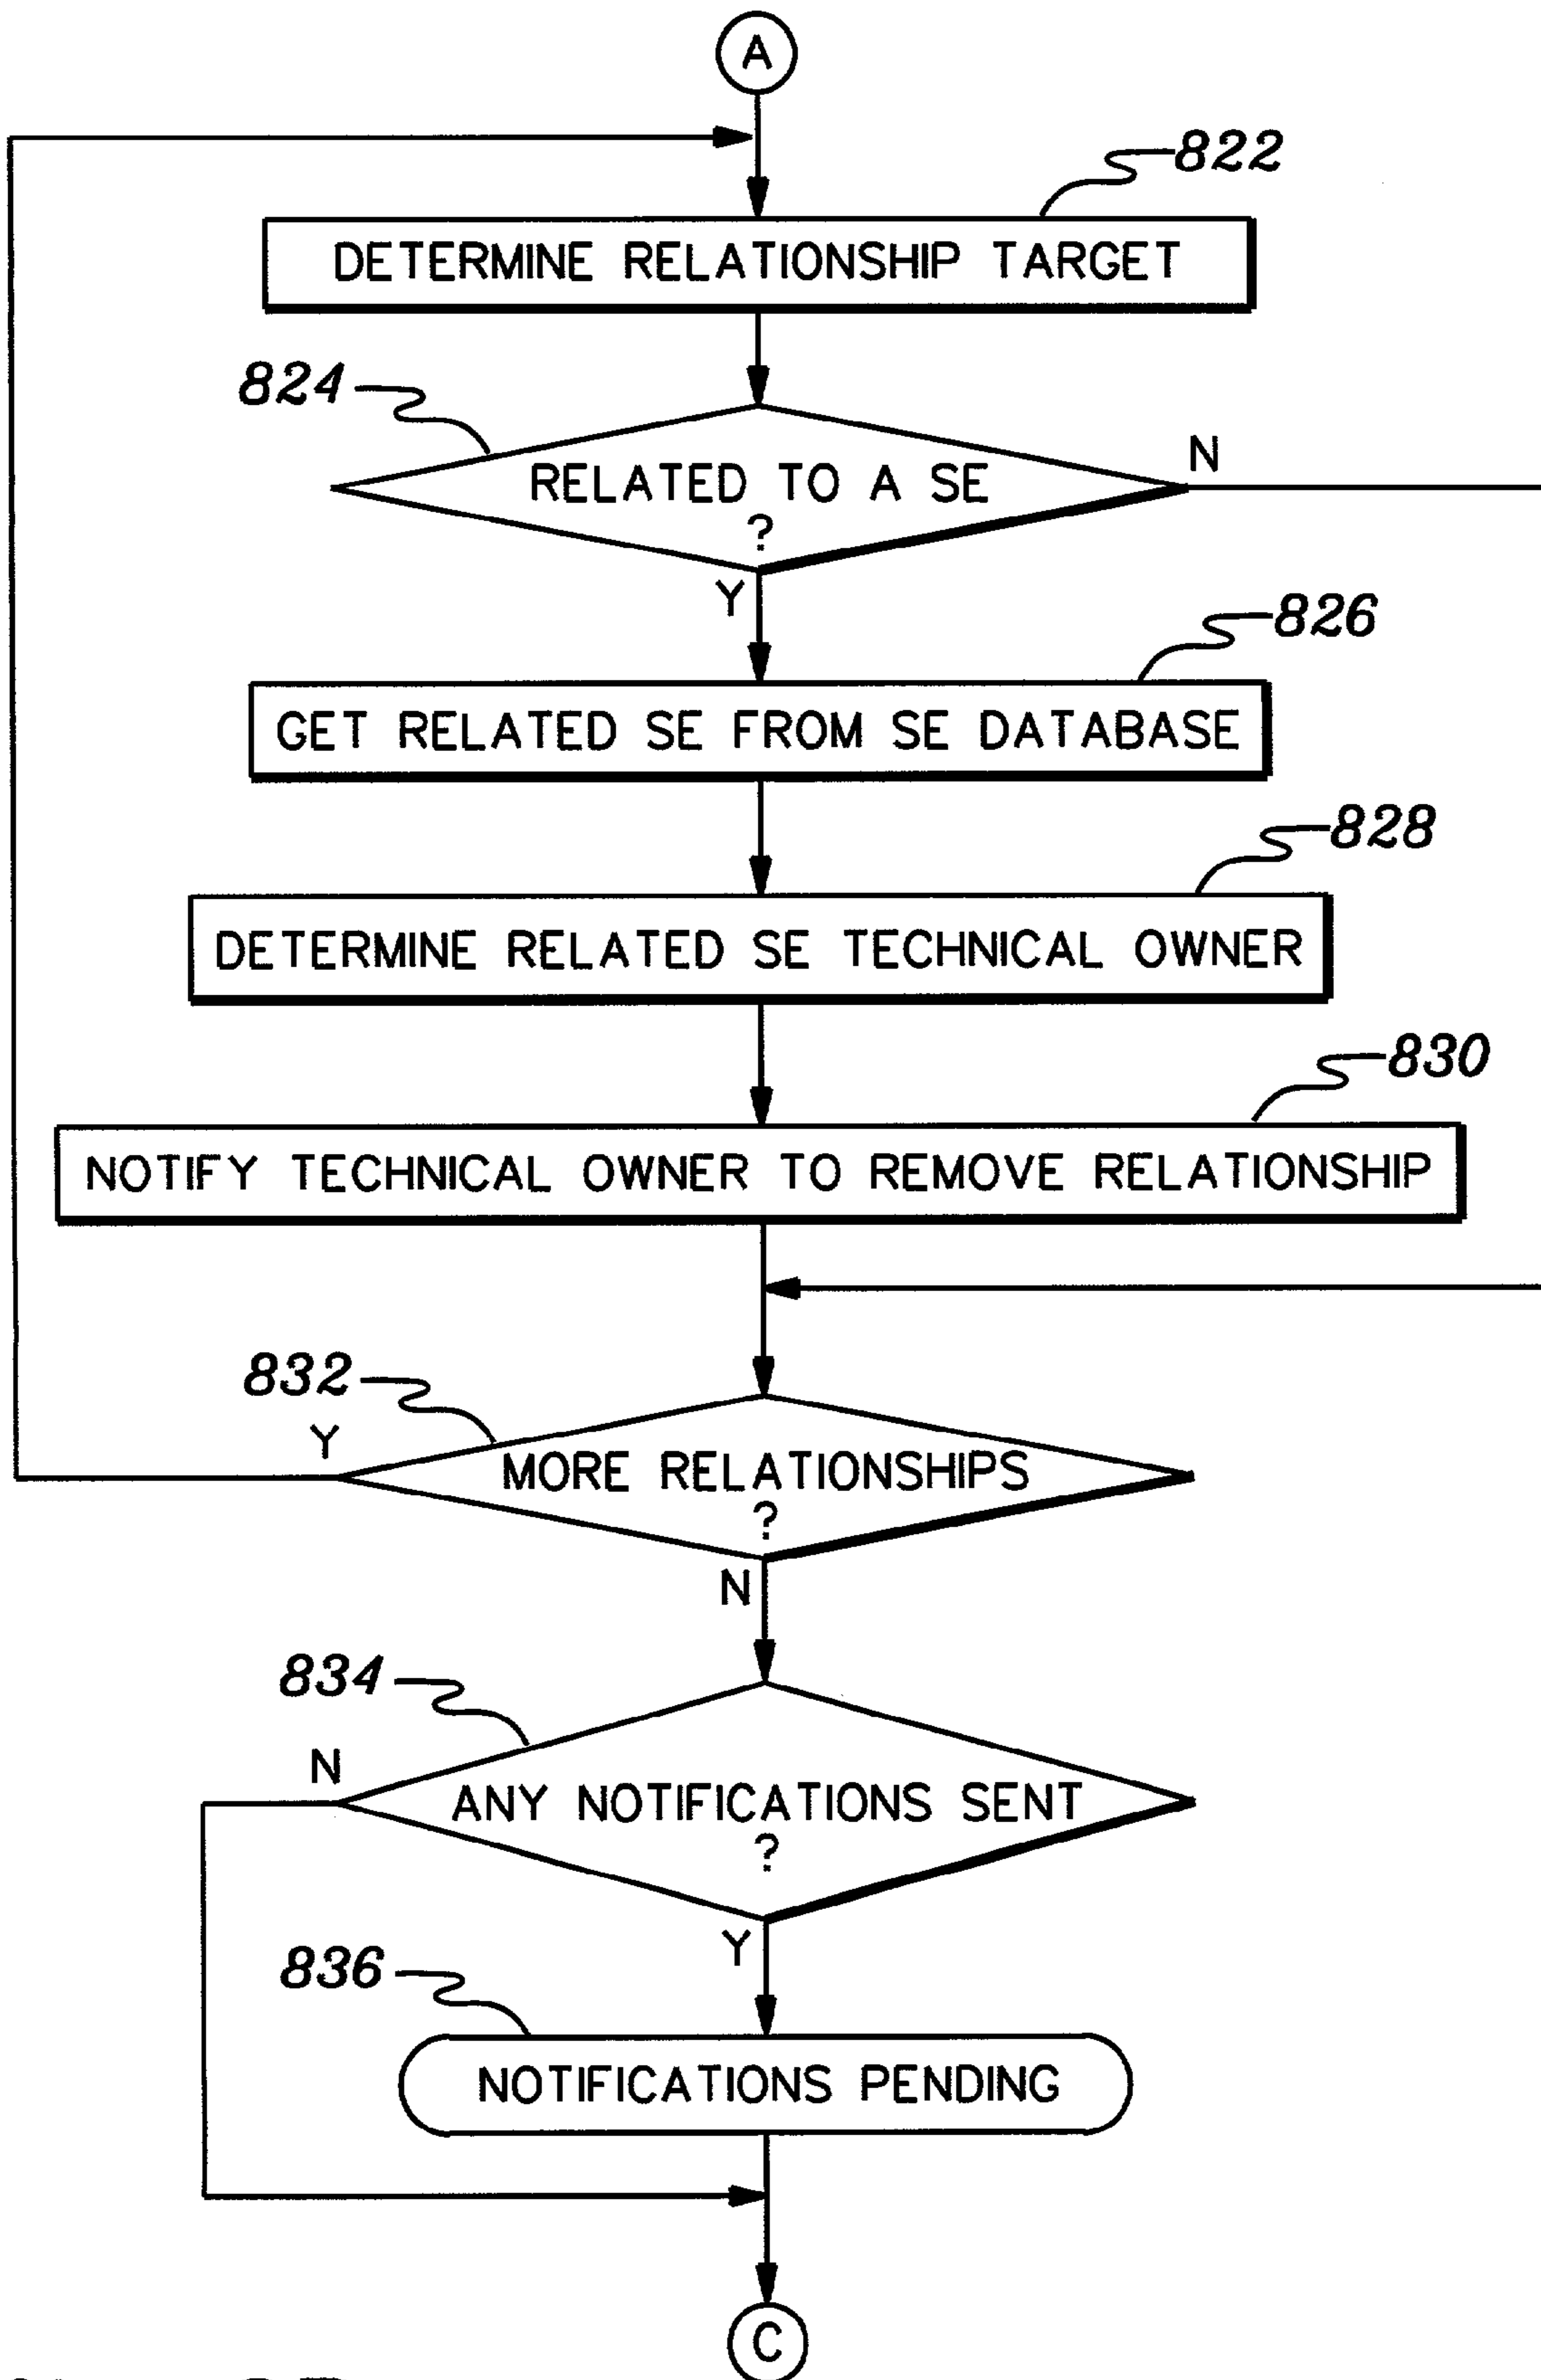 A
822
DETERMINE RELATIONSHIP TARGET
824
N
RELATED TO A SE
?
Y
826
GET RELATED SE FROM SE DATABASE
828
DETERMINE RELATED SE TECHNICAL OWNER
830
NOTIFY TECHNICAL OWNER TO REMOVE RELATIONSHIP
832
Y
MORE RELATIONSHIPS
?
N
834
N
ANY NOTIFICATIONS SENT
?
Y
836
NOTIFICATIONS PENDING
C